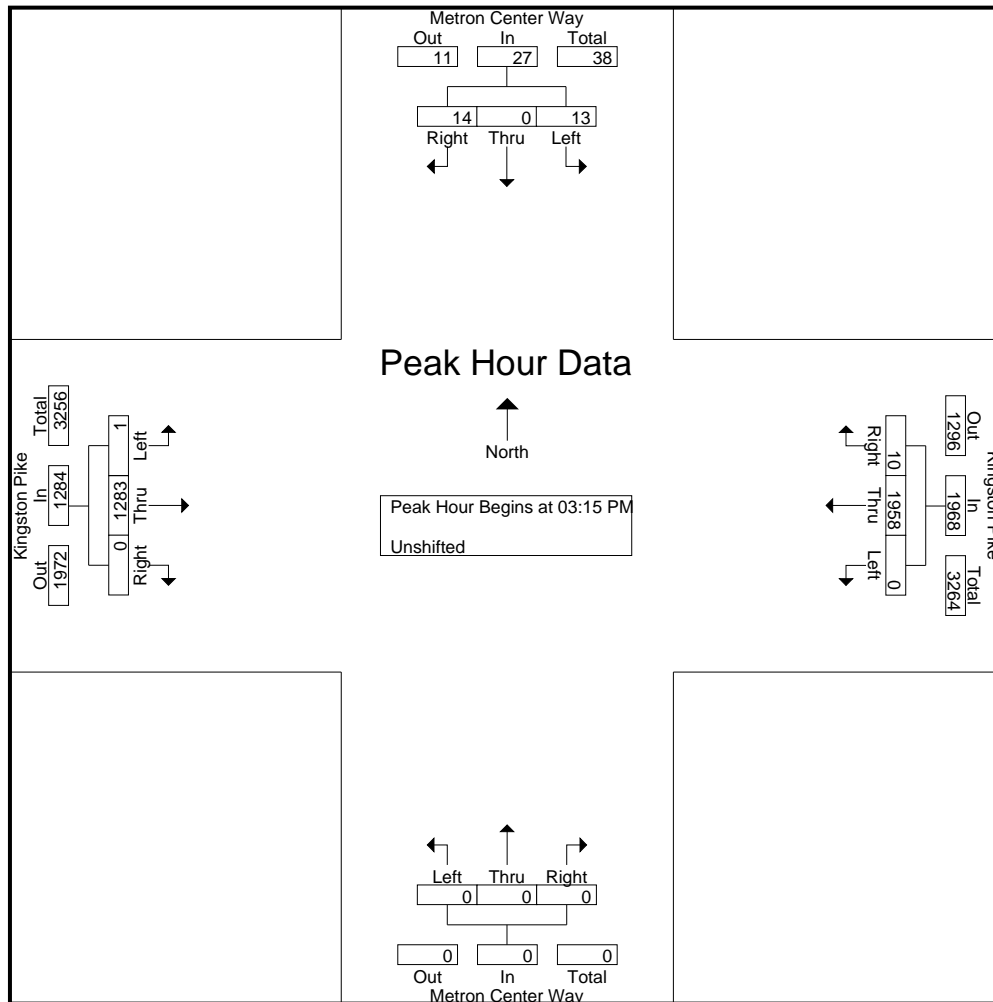 Metron Center Way
Out In Total
11 27 38
14 0 13
Right Thru Left
Peak Hour Data
North
Peak Hour Begins at 03:15 PM
Unshifted
Kingston Pike
Out In Total
1972 1284 3256
Right Thru Left
0 1283 1
Kingston Pike
Out In Total
1296 1968 3264
Right Thru Left
10 1958 0
Left Thru Right
0 0 0
0 0 0
Out In Total
Metron Center Way